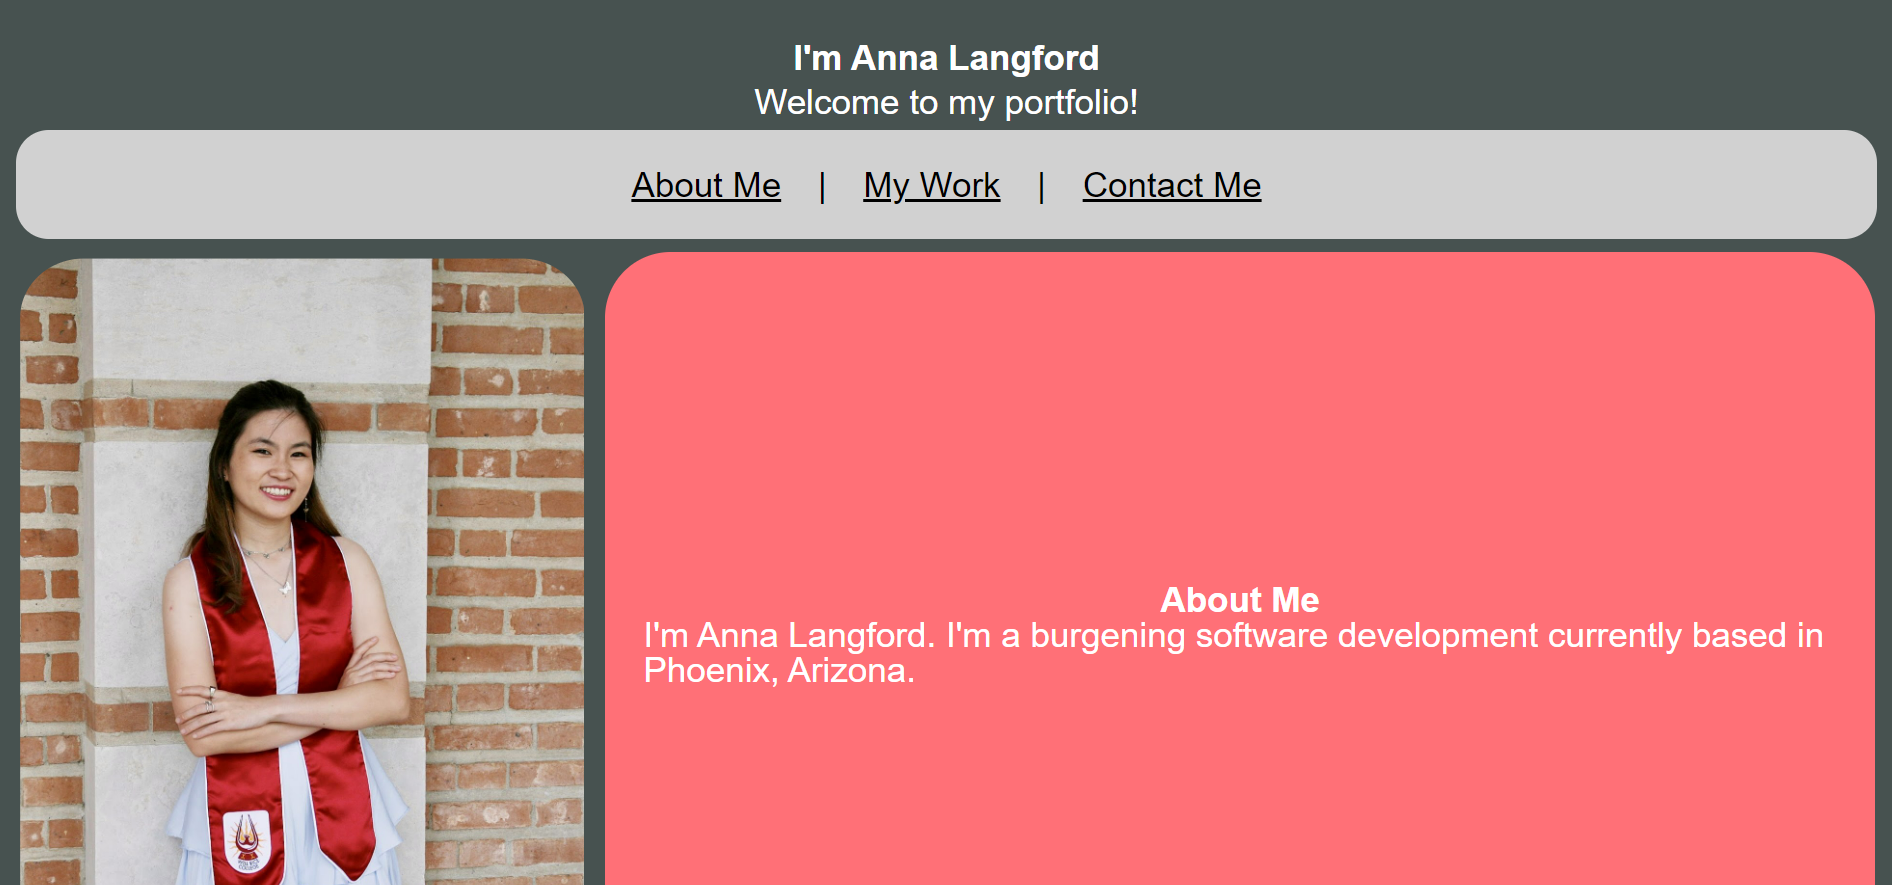 I'm Anna Langford
Welcome to my portfolio!
About Me | My Work | Contact Me
About Me
I'm Anna Langford. I'm a burgening software development currently based in
Phoenix, Arizona.